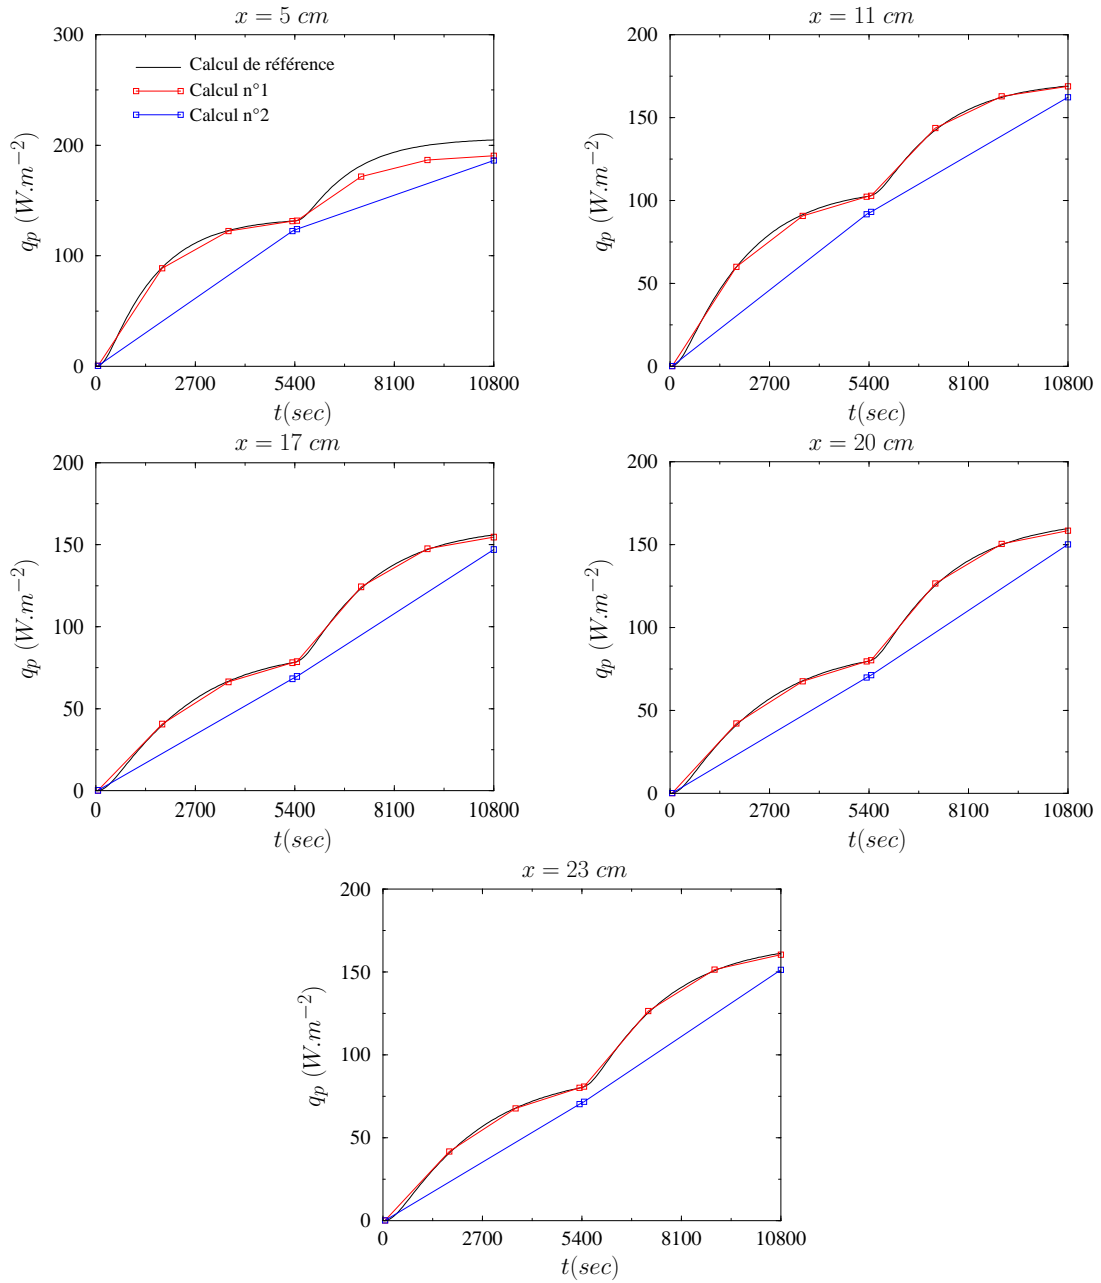 x = 5 cm
300
200
100
0
q_p (W.m^{-2})
Calcul de référence
Calcul n°1
Calcul n°2
0 2700 5400 8100 10800
t(sec)
x = 11 cm
200
150
100
50
0
q_p (W.m^{-2})
0 2700 5400 8100 10800
t(sec)
x = 17 cm
200
150
100
50
0
q_p (W.m^{-2})
0 2700 5400 8100 10800
t(sec)
x = 20 cm
200
150
100
50
0
q_p (W.m^{-2})
0 2700 5400 8100 10800
t(sec)
x = 23 cm
200
150
100
50
0
q_p (W.m^{-2})
0 2700 5400 8100 10800
t(sec)